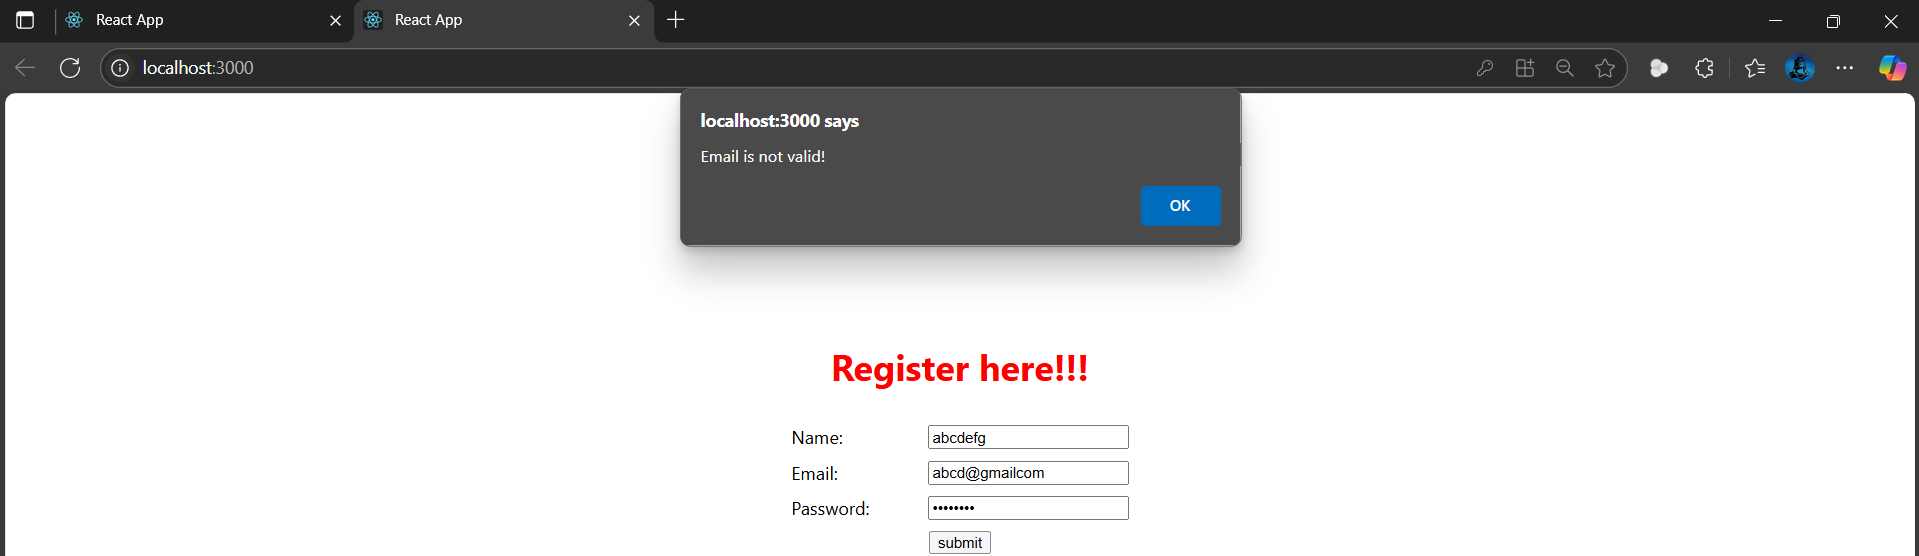 React App
React App
localhost:3000
localhost:3000 says
Email is not valid!
OK
Register here!!!
Name: abcdefg
Email: abcd@gmailcom
Password: ••••••••
submit